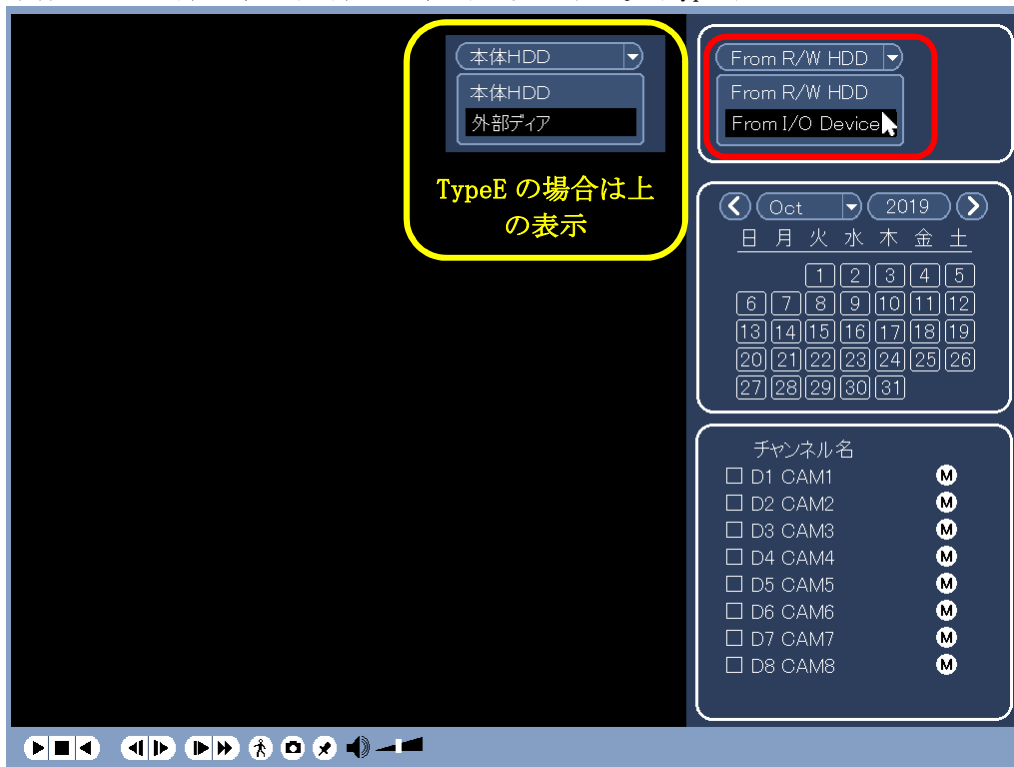 本体HDD
本体HDD
外部ディア
TypeE の場合は上
の表示
From R/W HDD
From R/W HDD
From I/O Device
Oct 2019
日 月 火 水 木 金 土
1 2 3 4 5
6 7 8 9 10 11 12
13 14 15 16 17 18 19
20 21 22 23 24 25 26
27 28 29 30 31
チャンネル名
D1 CAM1 M
D2 CAM2 M
D3 CAM3 M
D4 CAM4 M
D5 CAM5 M
D6 CAM6 M
D7 CAM7 M
D8 CAM8 M